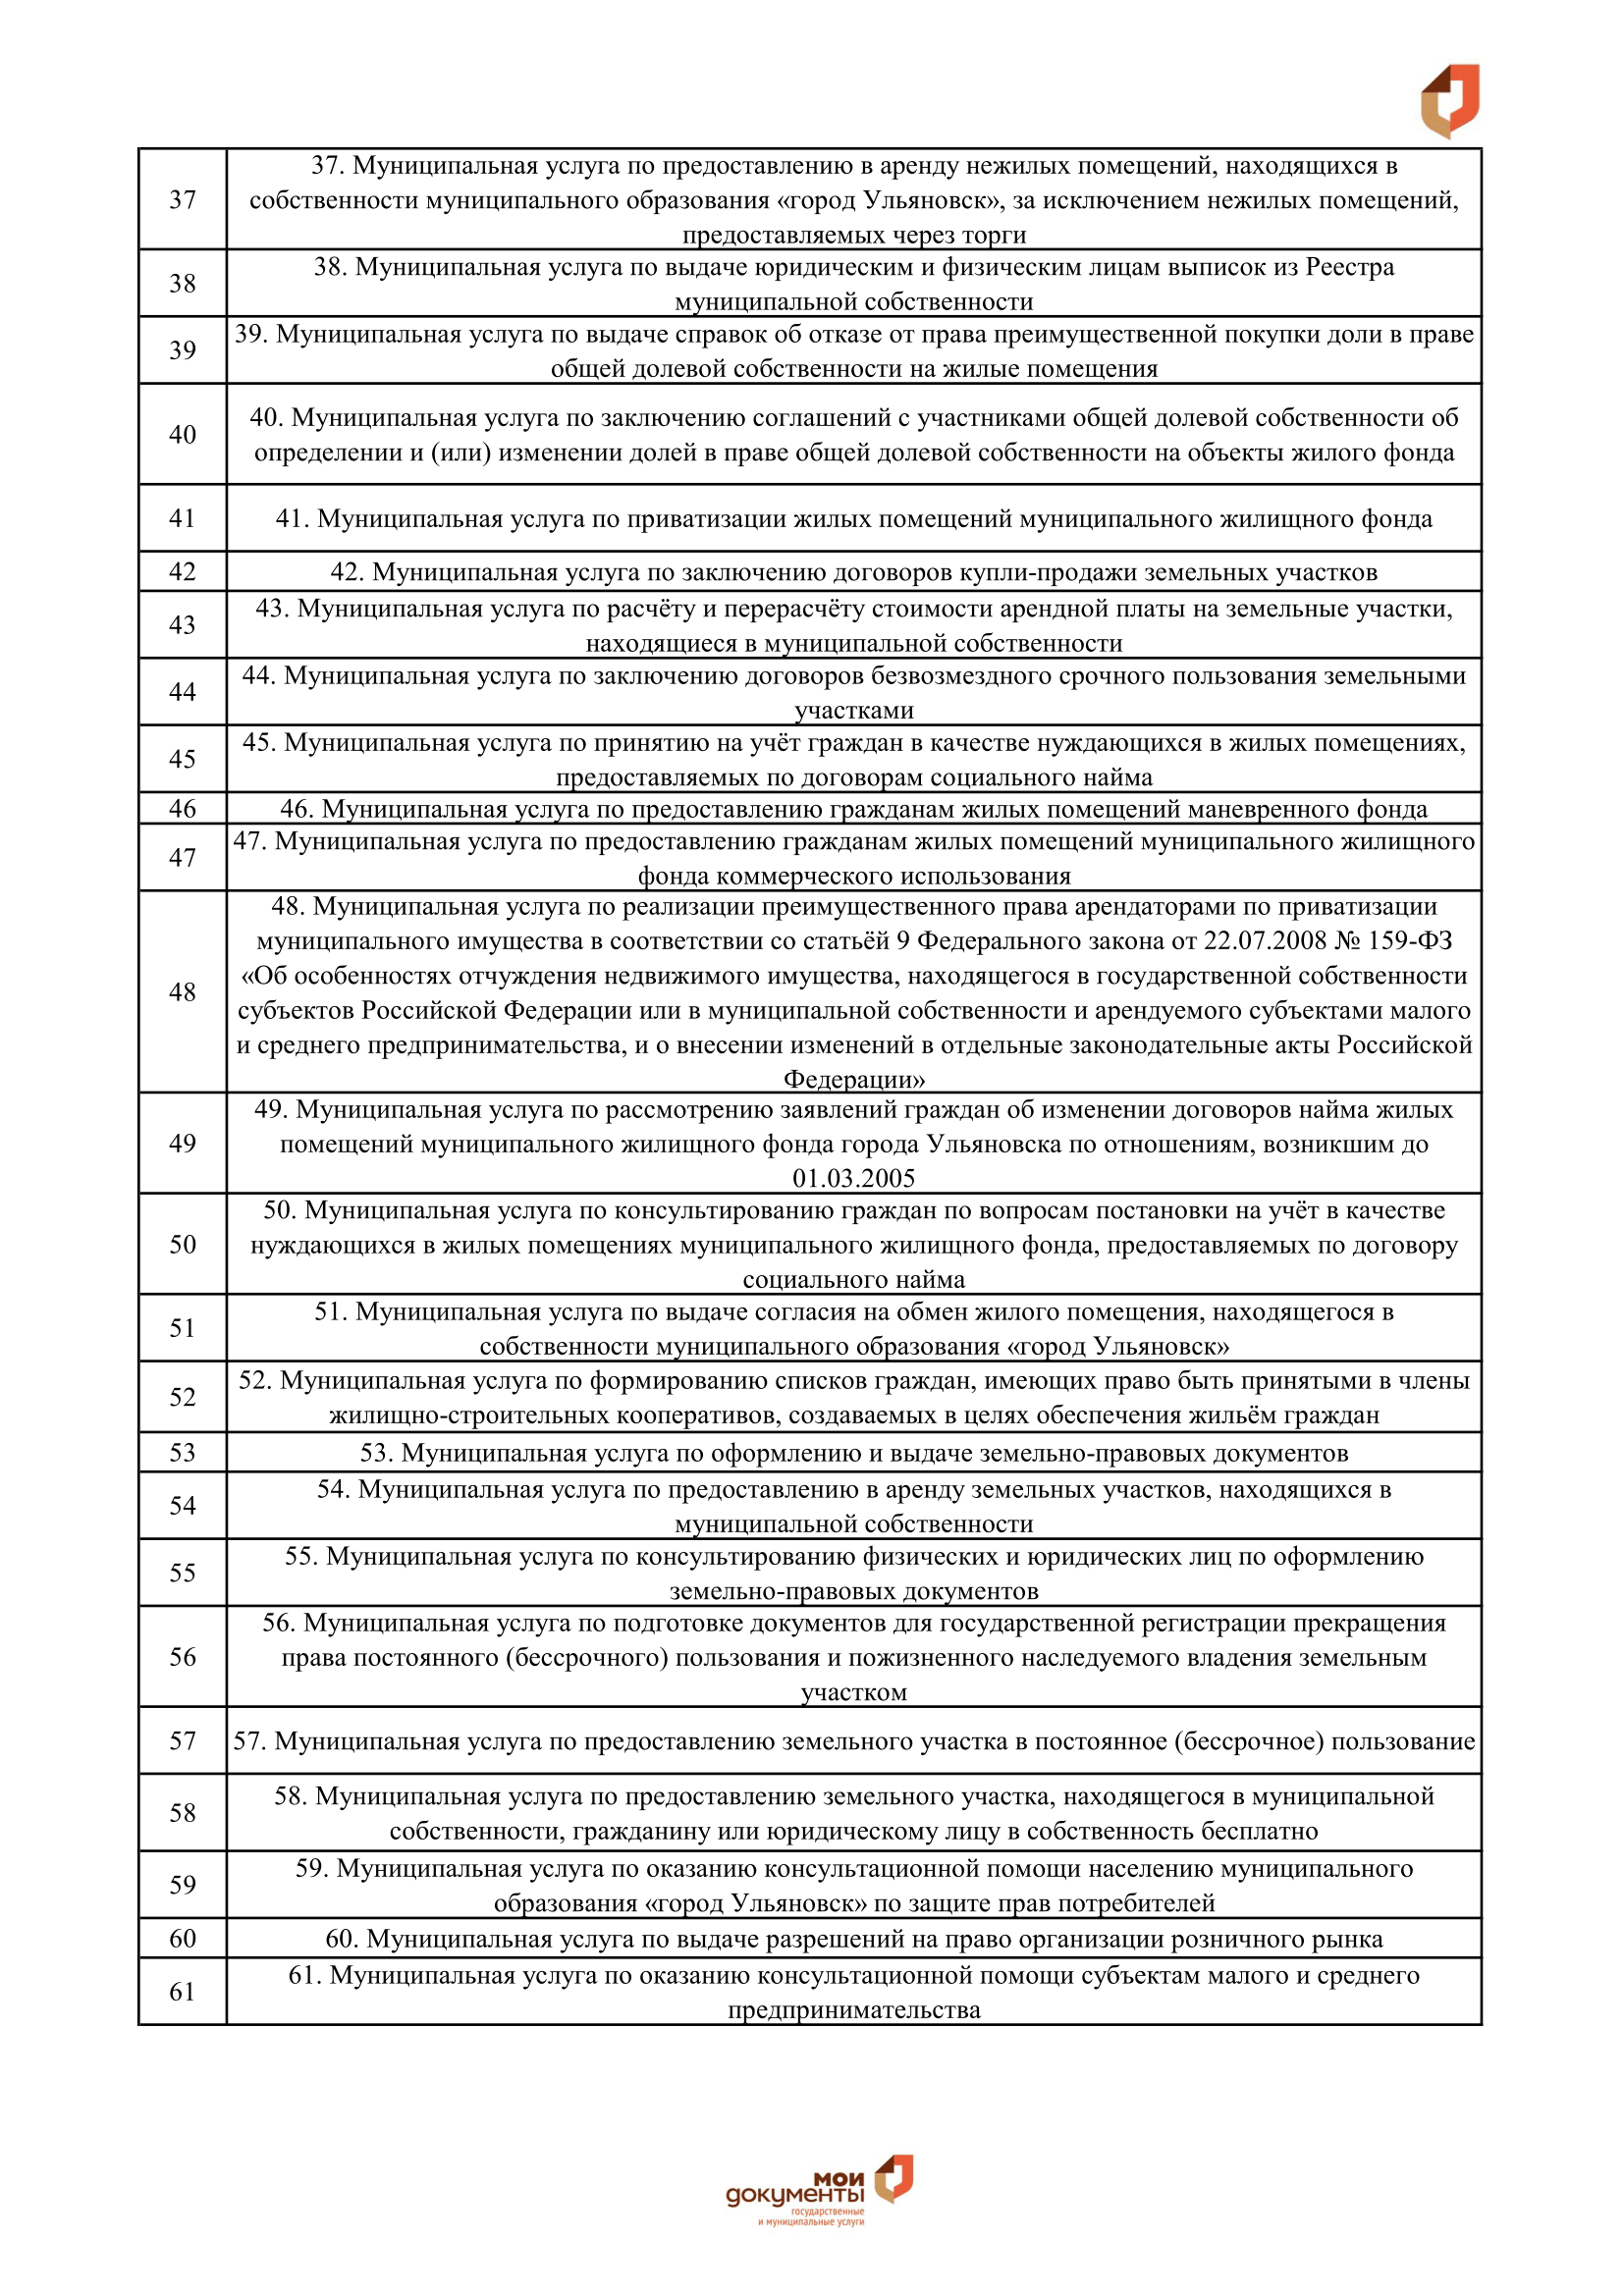 37
37. Муниципальная услуга по предоставлению в аренду нежилых помещений, находящихся в
собственности муниципального образования «город Ульяновск», за исключением нежилых помещений,
предоставляемых через торги
38
38. Муниципальная услуга по выдаче юридическим и физическим лицам выписок из Реестра
муниципальной собственности
39
39. Муниципальная услуга по выдаче справок об отказе от права преимущественной покупки доли в праве
общей долевой собственности на жилые помещения
40
40. Муниципальная услуга по заключению соглашений с участниками общей долевой собственности об
определении и (или) изменении долей в праве общей долевой собственности на объекты жилого фонда
41
41. Муниципальная услуга по приватизации жилых помещений муниципального жилищного фонда
42
42. Муниципальная услуга по заключению договоров купли-продажи земельных участков
43
43. Муниципальная услуга по расчёту и перерасчёту стоимости арендной платы на земельные участки,
находящиеся в муниципальной собственности
44
44. Муниципальная услуга по заключению договоров безвозмездного срочного пользования земельными
участками
45
45. Муниципальная услуга по принятию на учёт граждан в качестве нуждающихся в жилых помещениях,
предоставляемых по договорам социального найма
46
46. Муниципальная услуга по предоставлению гражданам жилых помещений маневренного фонда
47
47. Муниципальная услуга по предоставлению гражданам жилых помещений муниципального жилищного
фонда коммерческого использования
48
48. Муниципальная услуга по реализации преимущественного права арендаторами по приватизации
муниципального имущества в соответствии со статьёй 9 Федерального закона от 22.07.2008 № 159-ФЗ
«Об особенностях отчуждения недвижимого имущества, находящегося в государственной собственности
субъектов Российской Федерации или в муниципальной собственности и арендуемого субъектами малого
и среднего предпринимательства, и о внесении изменений в отдельные законодательные акты Российской
Федерации»
49
49. Муниципальная услуга по рассмотрению заявлений граждан об изменении договоров найма жилых
помещений муниципального жилищного фонда города Ульяновска по отношениям, возникшим до
01.03.2005
50
50. Муниципальная услуга по консультированию граждан по вопросам постановки на учёт в качестве
нуждающихся в жилых помещениях муниципального жилищного фонда, предоставляемых по договору
социального найма
51
51. Муниципальная услуга по выдаче согласия на обмен жилого помещения, находящегося в
собственности муниципального образования «город Ульяновск»
52
52. Муниципальная услуга по формированию списков граждан, имеющих право быть принятыми в члены
жилищно-строительных кооперативов, создаваемых в целях обеспечения жильём граждан
53
53. Муниципальная услуга по оформлению и выдаче земельно-правовых документов
54
54. Муниципальная услуга по предоставлению в аренду земельных участков, находящихся в
муниципальной собственности
55
55. Муниципальная услуга по консультированию физических и юридических лиц по оформлению
земельно-правовых документов
56
56. Муниципальная услуга по подготовке документов для государственной регистрации прекращения
права постоянного (бессрочного) пользования и пожизненного наследуемого владения земельным
участком
57
57. Муниципальная услуга по предоставлению земельного участка в постоянное (бессрочное) пользование
58
58. Муниципальная услуга по предоставлению земельного участка, находящегося в муниципальной
собственности, гражданину или юридическому лицу в собственность бесплатно
59
59. Муниципальная услуга по оказанию консультационной помощи населению муниципального
образования «город Ульяновск» по защите прав потребителей
60
60. Муниципальная услуга по выдаче разрешений на право организации розничного рынка
61
61. Муниципальная услуга по оказанию консультационной помощи субъектам малого и среднего
предпринимательства
мои
документы
государственные
и муниципальные услуги